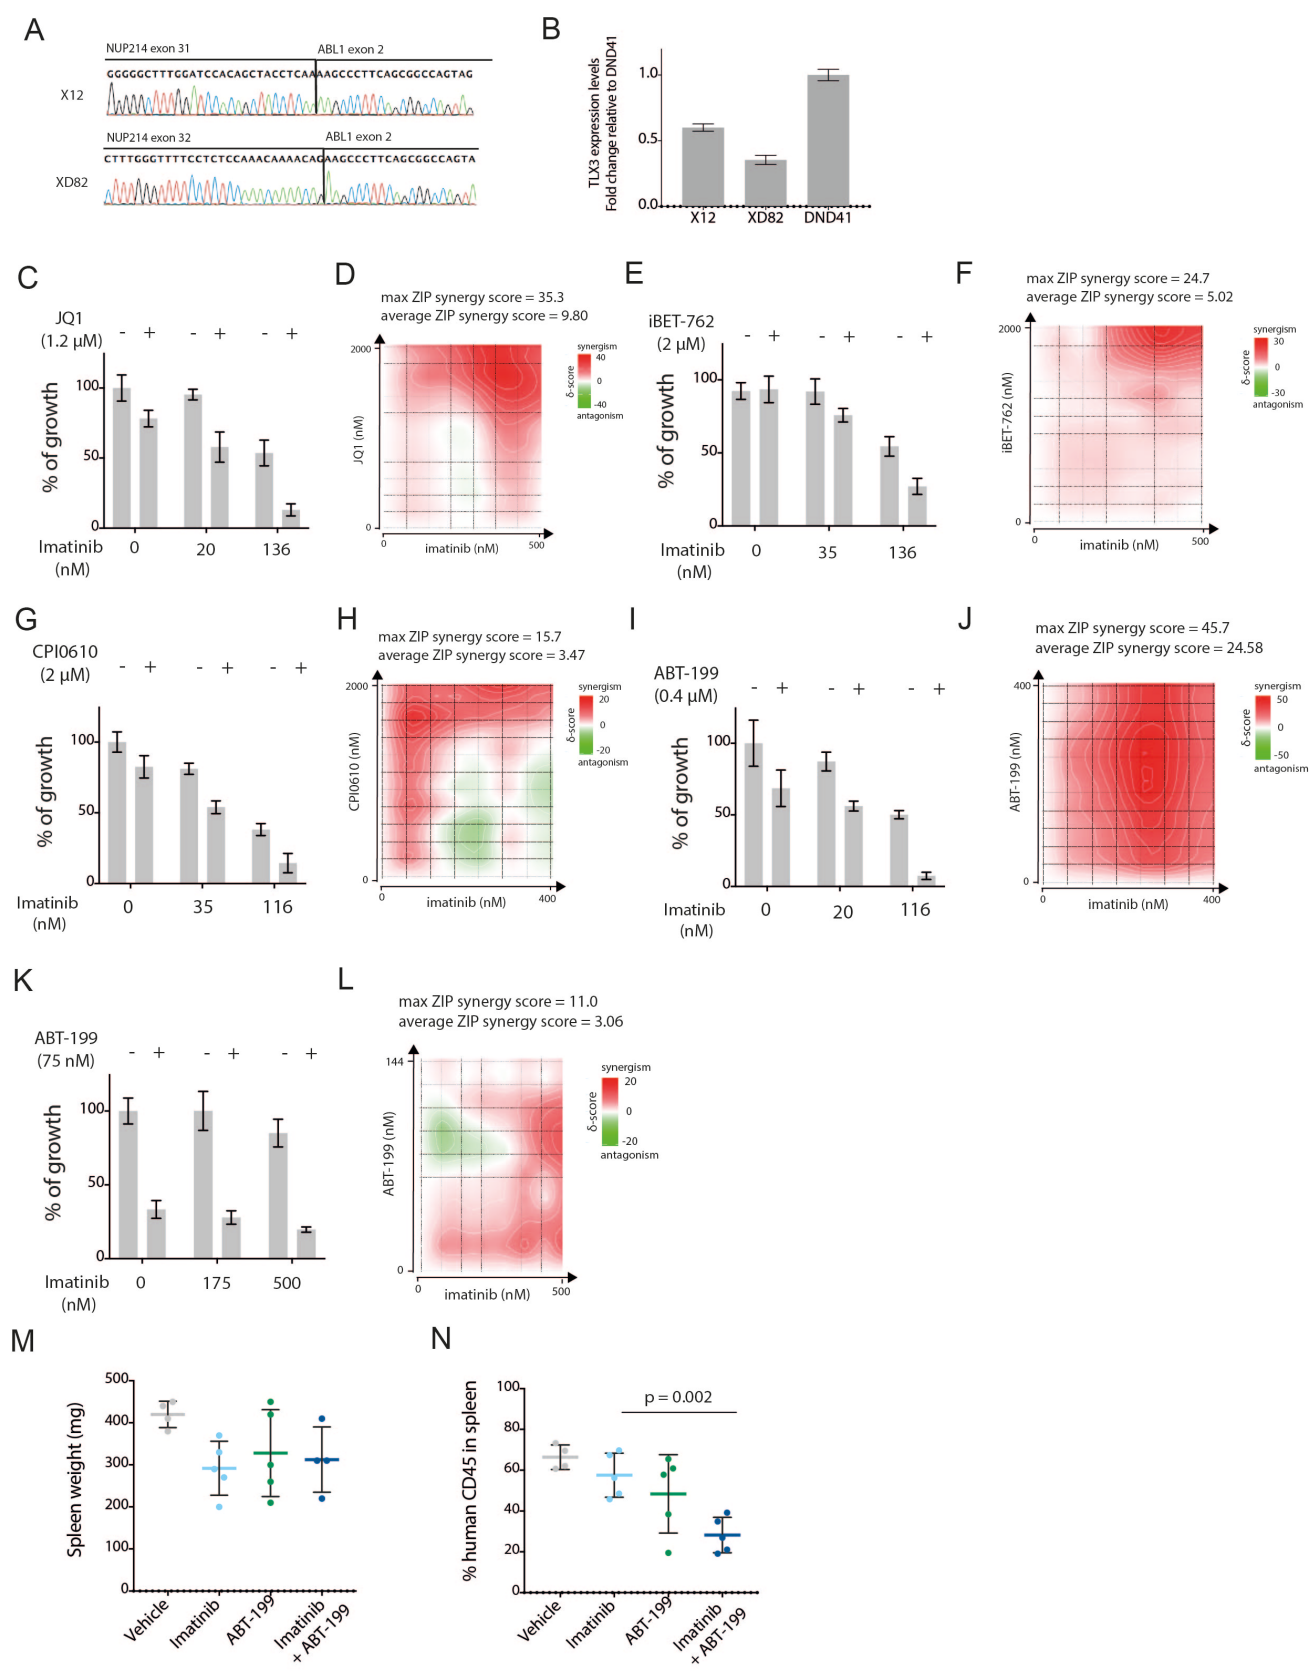 A
NUP214 exon 31 ABL1 exon 2
GGGGGCTTTGGATCCACAGCTACCTCAAAAGCCCTTCAGCGGCCAGTAG
X12
NUP214 exon 32 ABL1 exon 2
CTTTGGGTTTTCCTCTCCAAACAAAACAGAAGCCCTTCAGCGGCCAGTA
XD82
B
TLX3 expression levels
Fold change relative to DND41
1.0
0.5
0.0
X12 XD82 DND41
C
JQ1
(1.2 µM)
- + - + - +
% of growth
100
50
0
Imatinib
(nM)
0 20 136
D
max ZIP synergy score = 35.3
average ZIP synergy score = 9.80
2000
JQ1 (nM)
0
0 imatinib (nM) 500
synergism
40
0
-40
δ-score
antagonism
E
iBET-762
(2 µM)
- + - + - +
% of growth
100
50
0
Imatinib
(nM)
0 35 136
F
max ZIP synergy score = 24.7
average ZIP synergy score = 5.02
2000
iBET-762 (nM)
0
0 imatinib (nM) 500
synergism
30
0
-30
δ-score
antagonism
G
CPI0610
(2 µM)
- + - + - +
% of growth
100
50
0
Imatinib
(nM)
0 35 116
H
max ZIP synergy score = 15.7
average ZIP synergy score = 3.47
2000
CPI0610 (nM)
0
0 imatinib (nM) 400
synergism
20
0
-20
δ-score
antagonism
I
ABT-199
(0.4 µM)
- + - + - +
% of growth
100
50
0
Imatinib
(nM)
0 20 116
J
max ZIP synergy score = 45.7
average ZIP synergy score = 24.58
400
ABT-199 (nM)
0
0 imatinib (nM) 400
synergism
50
0
-50
δ-score
antagonism
K
ABT-199
(75 nM)
- + - + - +
% of growth
100
50
0
Imatinib
(nM)
0 175 500
L
max ZIP synergy score = 11.0
average ZIP synergy score = 3.06
144
ABT-199 (nM)
0
0 imatinib (nM) 500
synergism
20
0
-20
δ-score
antagonism
M
Spleen weight (mg)
500
400
300
200
100
0
Vehicle
Imatinib
ABT-199
Imatinib
+ ABT-199
N
% human CD45 in spleen
100
80
60
40
20
0
p = 0.002
Vehicle
Imatinib
ABT-199
Imatinib
+ ABT-199